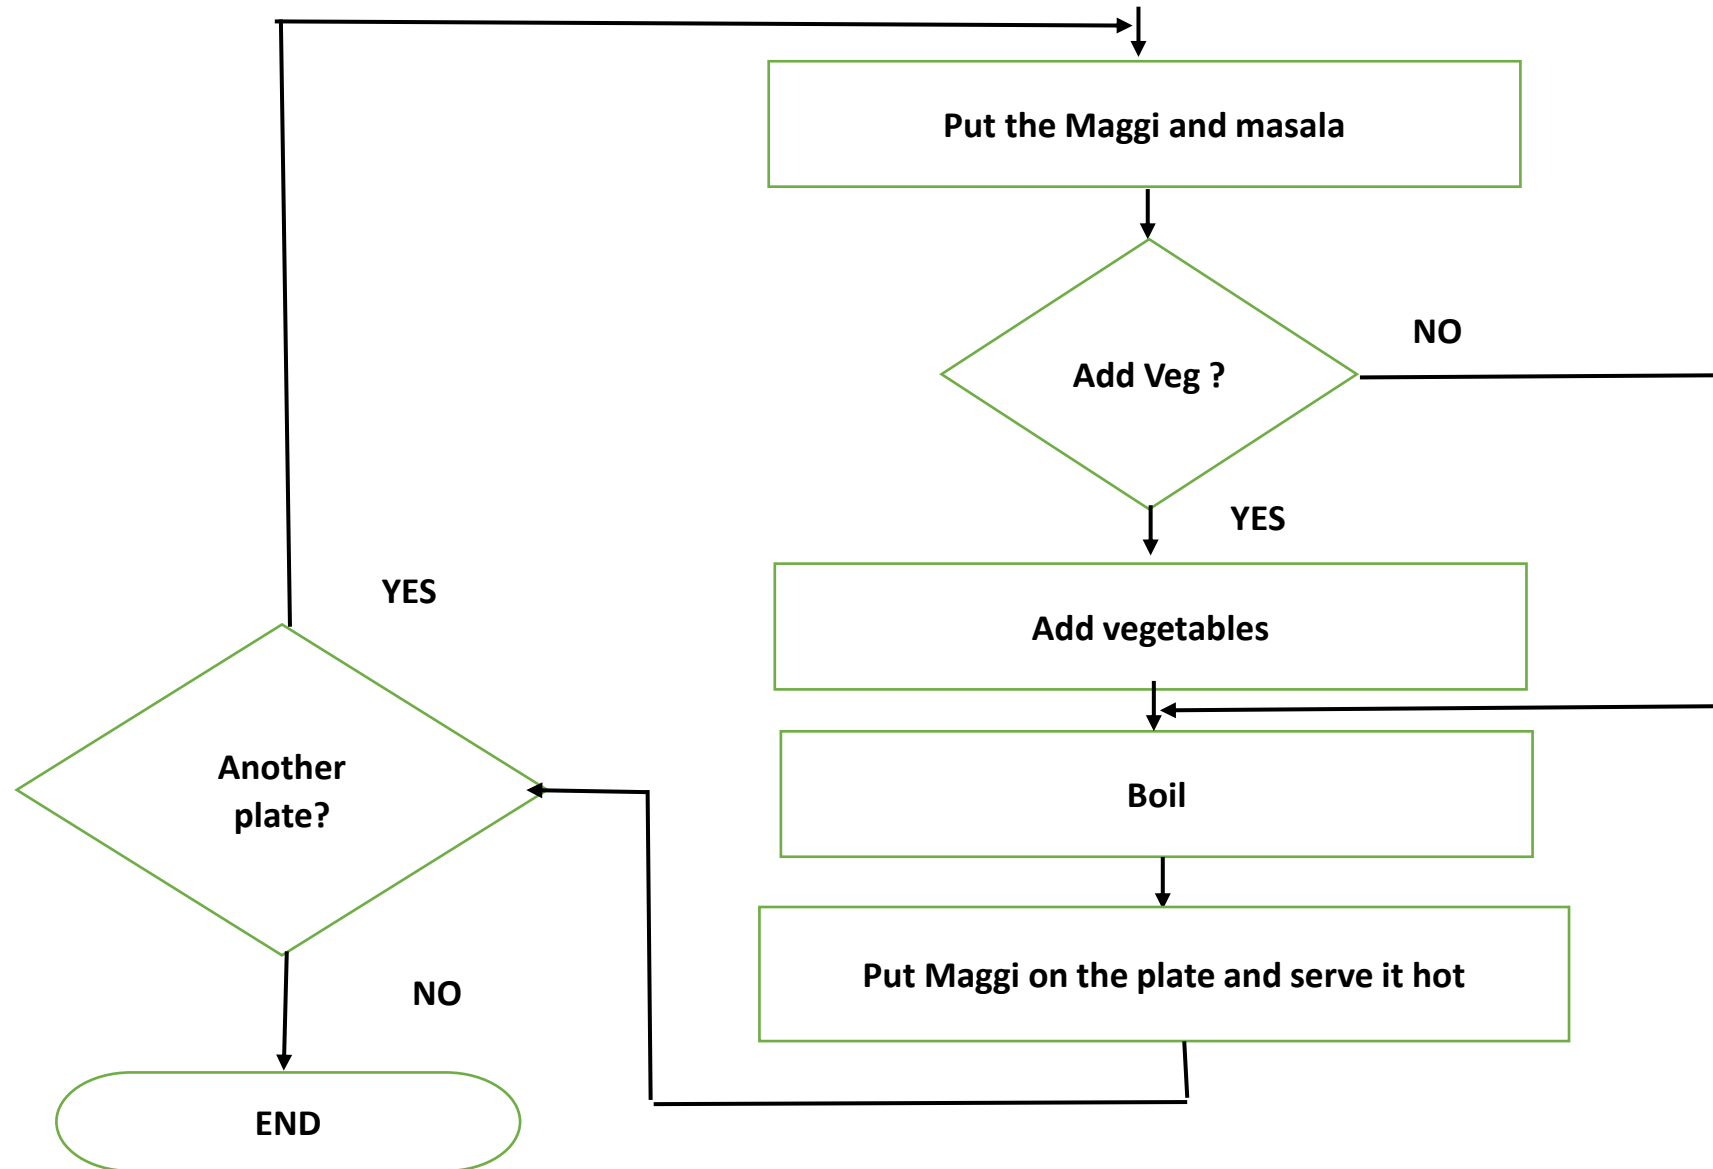 Put the Maggi and masala
NO
Add Veg ?
YES
Add vegetables
Boil
Put Maggi on the plate and serve it hot
YES
Another
plate?
NO
END